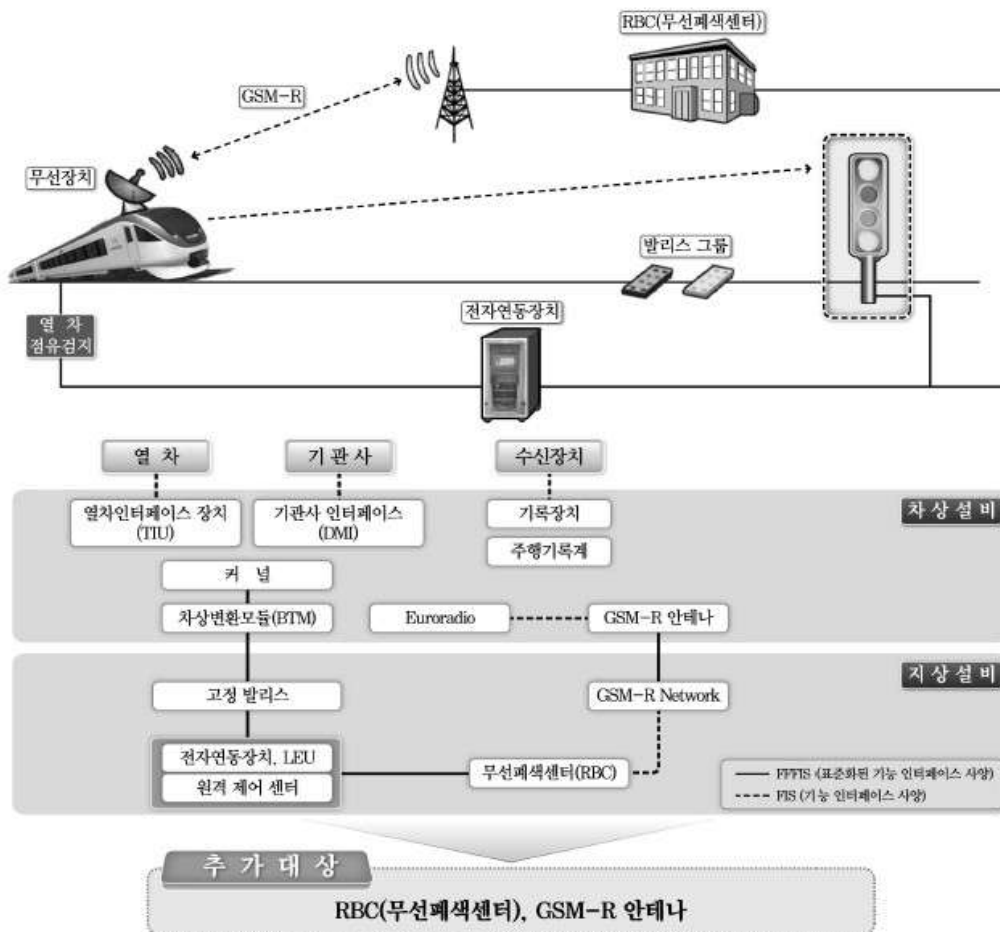 RBC(무선폐색센터)
GSM-R
무선장치
발리스 그룹
전자연동장치
열 차
점유검지
열 차
기 관 사
수신장치
차 상 설 비
열차인터페이스 장치
(TIU)
기관사 인터페이스
(DMI)
기록장치
주행기록계
커 널
차상변환모듈(BTM)
Euroradio
GSM-R 안테나
지 상 설 비
고정 발리스
GSM-R Network
전자연동장치, LEU
원격 제어 센터
무선폐색센터(RBC)
FFFIS (표준화된 기능 인터페이스 사양)
FIS (기능 인터페이스 사양)
추 가 대 상
RBC(무선폐색센터), GSM-R 안테나